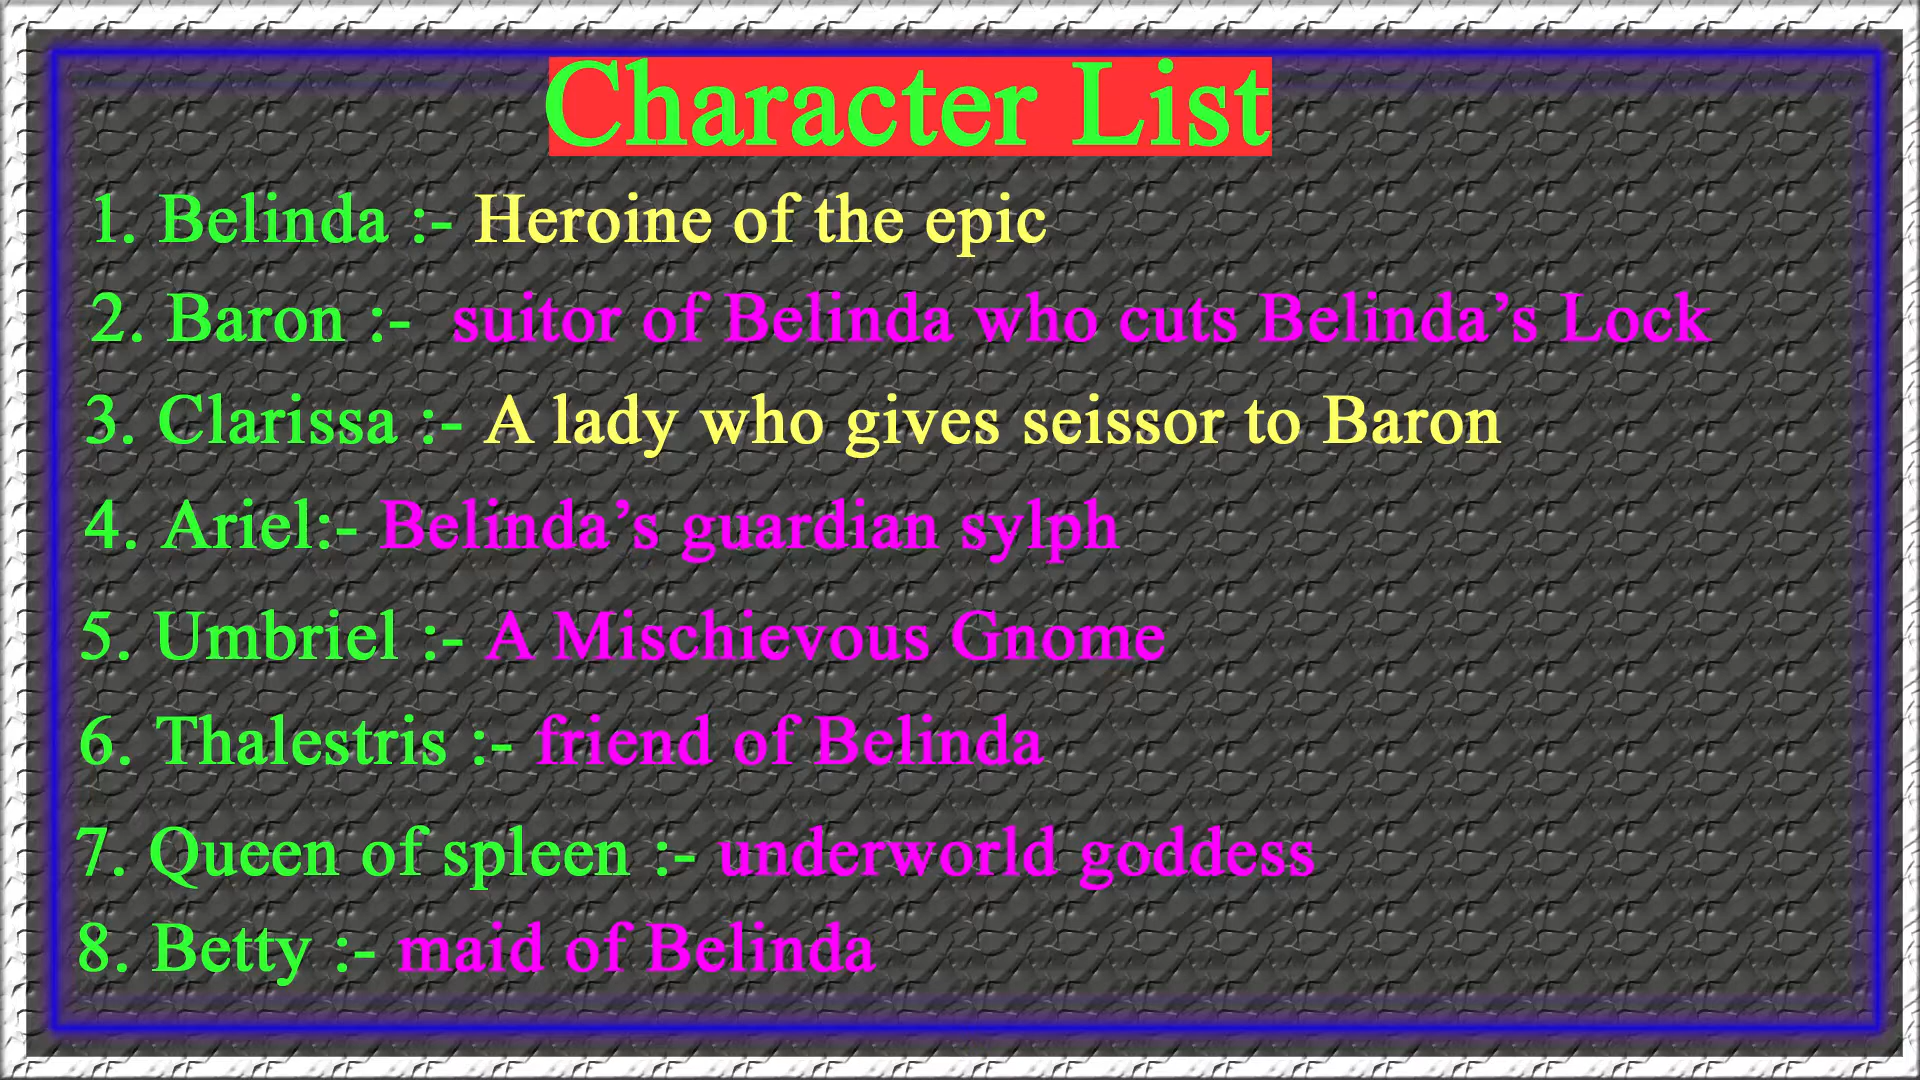 Character List
1. Belinda :- Heroine of the epic
2. Baron :- suitor of Belinda who cuts Belinda’s Lock
3. Clarissa :- A lady who gives seissor to Baron
4. Ariel:- Belinda’s guardian sylph
5. Umbriel :- A Mischievous Gnome
6. Thalestris :- friend of Belinda
7. Queen of spleen :- underworld goddess
8. Betty :- maid of Belinda